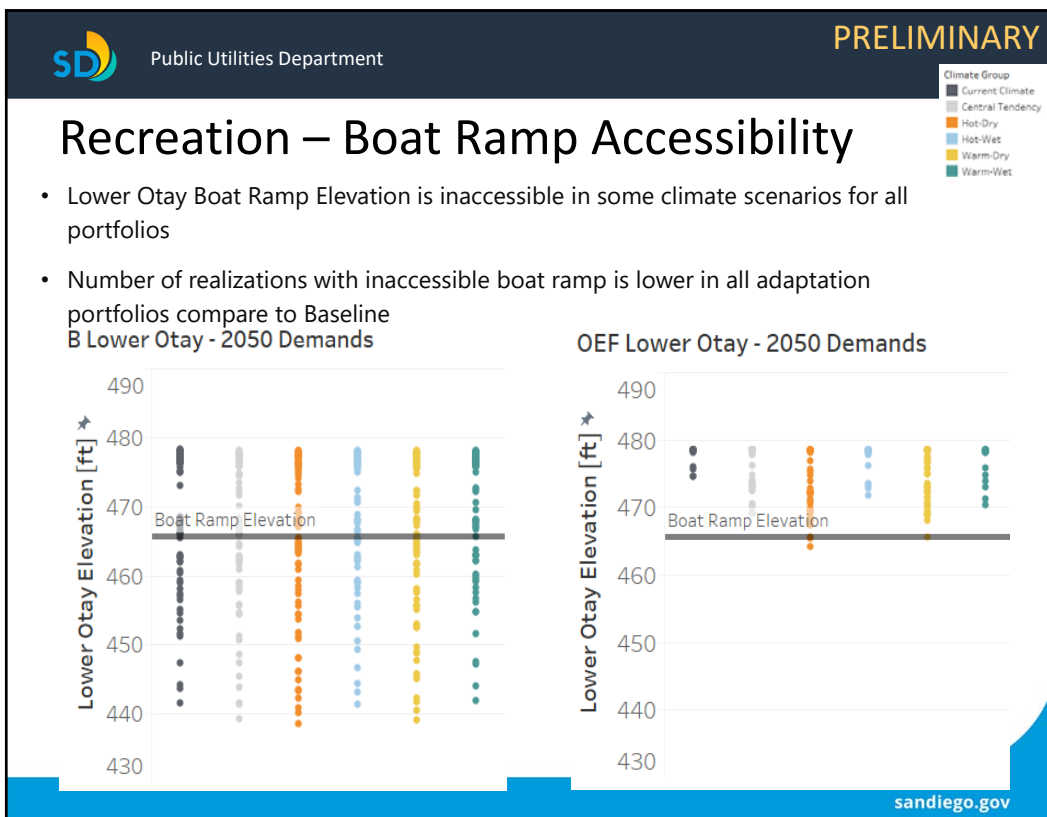 PRELIMINARY
SD
Public Utilities Department
Climate Group
Current Climate
Central Tendency
Hot-Dry
Hot-Wet
Warm-Dry
Warm-Wet
Recreation – Boat Ramp Accessibility
• Lower Otay Boat Ramp Elevation is inaccessible in some climate scenarios for all
portfolios
• Number of realizations with inaccessible boat ramp is lower in all adaptation
portfolios compare to Baseline
B Lower Otay - 2050 Demands
Lower Otay Elevation [ft]
490
480
470
Boat Ramp Elevation
460
450
440
430
OEF Lower Otay - 2050 Demands
Lower Otay Elevation [ft]
490
480
470
Boat Ramp Elevation
460
450
440
430
sandiego.gov